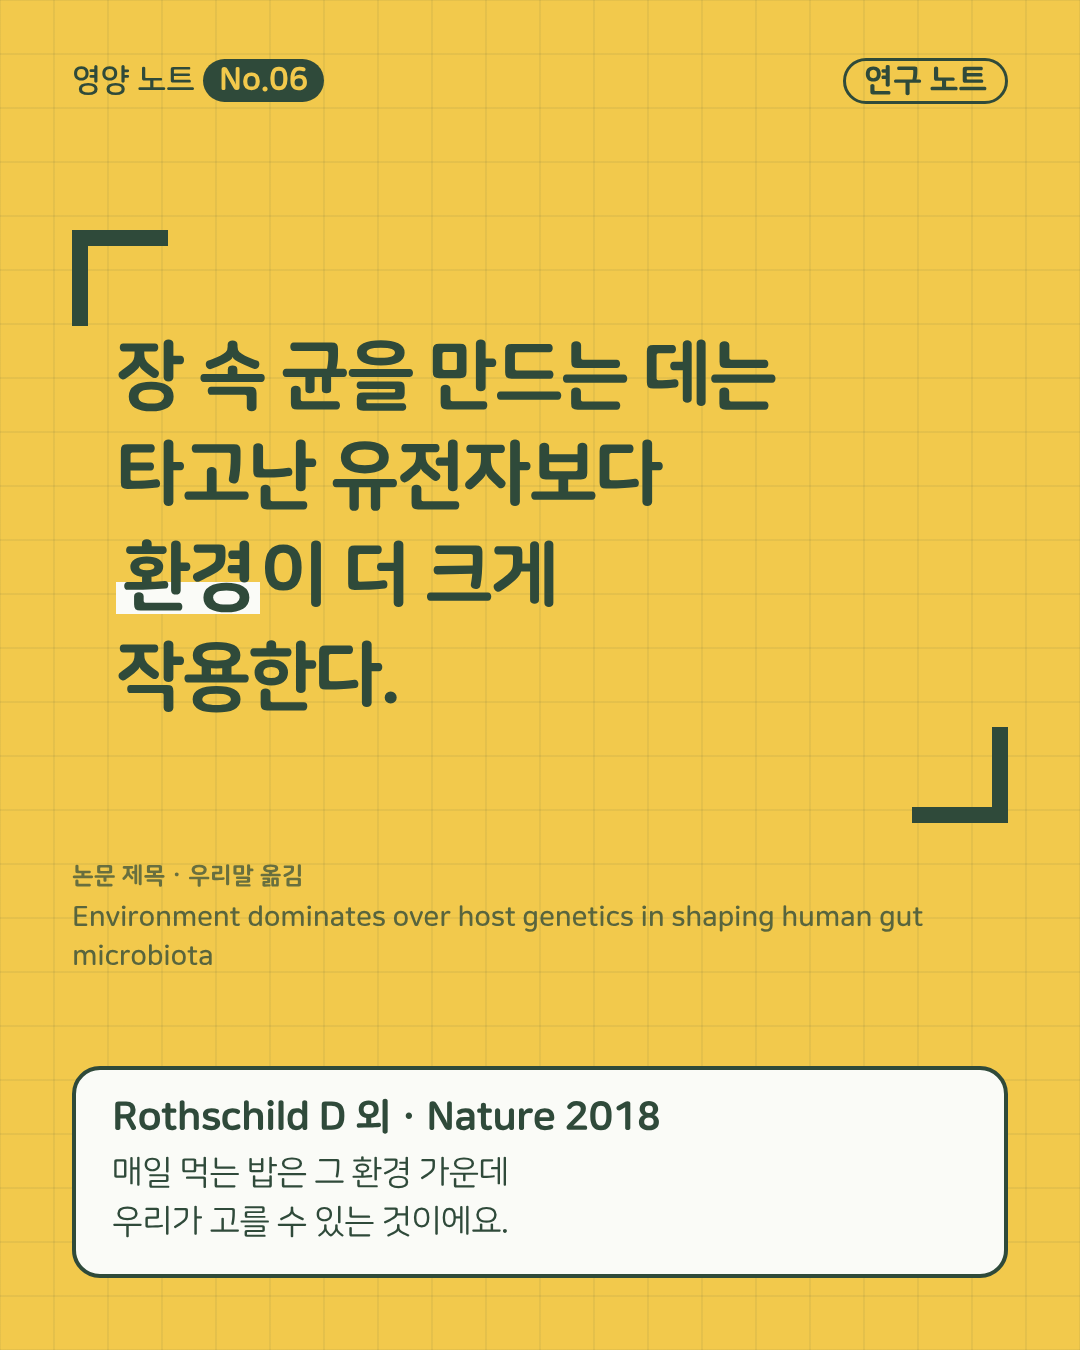 영양 노트 No.06
연구 노트
장 속 균을 만드는 데는
타고난 유전자보다
환경이 더 크게
작용한다.
논문 제목 · 우리말 옮김
Environment dominates over host genetics in shaping human gut
microbiota
Rothschild D 외 · Nature 2018
매일 먹는 밥은 그 환경 가운데
우리가 고를 수 있는 것이에요.